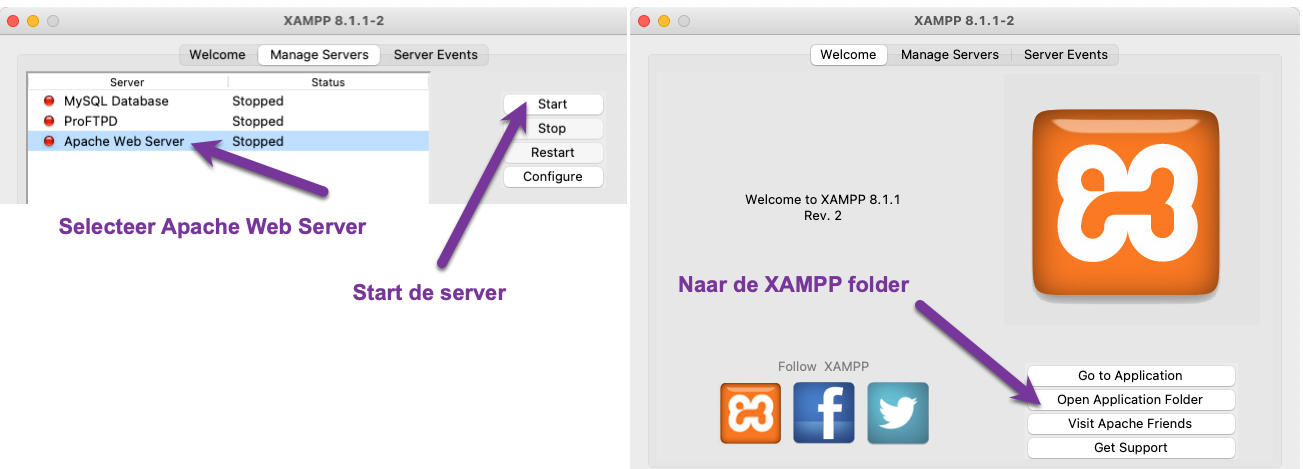 XAMPP 8.1.1-2
Welcome Manage Servers Server Events
Server Status
MySQL Database Stopped
ProFTPD Stopped
Apache Web Server Stopped
Start
Stop
Restart
Configure
Selecteer Apache Web Server
Start de server
XAMPP 8.1.1-2
Welcome Manage Servers Server Events
Welcome to XAMPP 8.1.1
Rev. 2
Naar de XAMPP folder
Follow XAMPP
f
Go to Application
Open Application Folder
Visit Apache Friends
Get Support